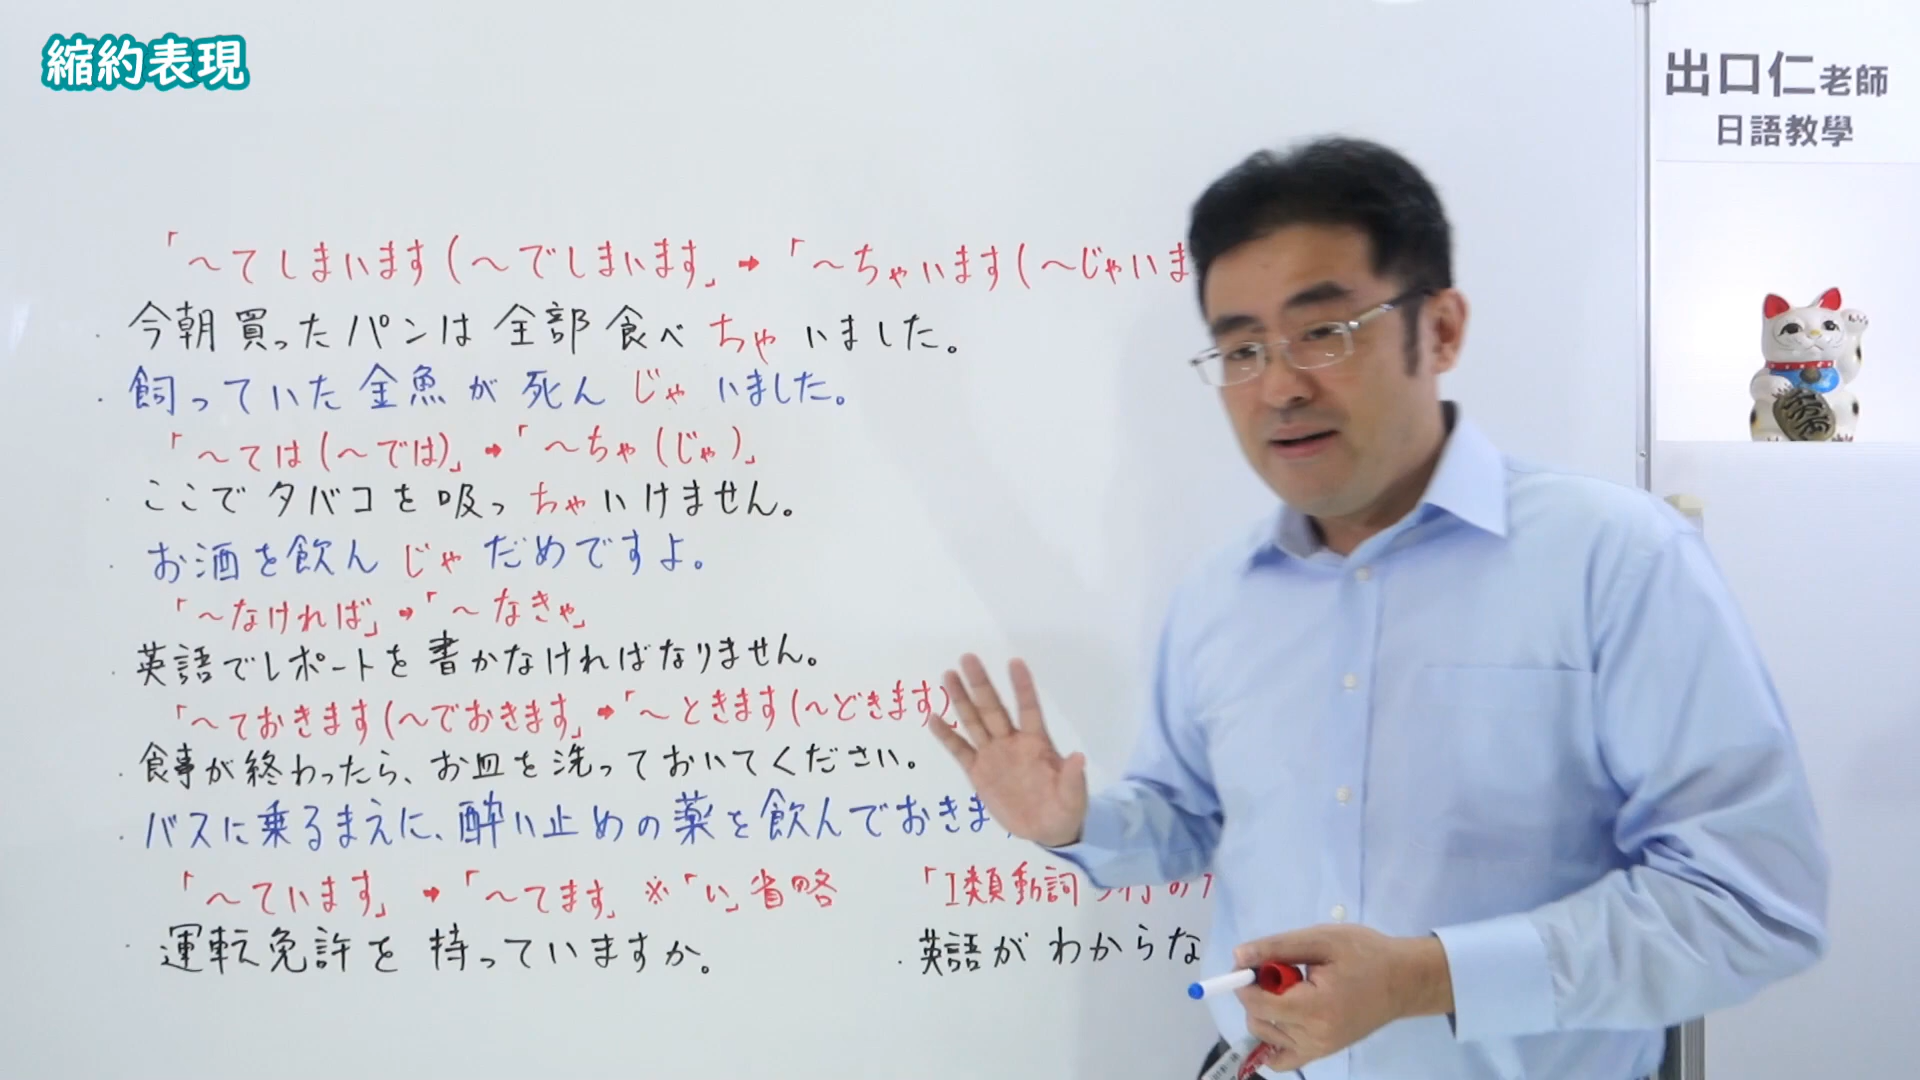 縮約表現
出口仁老師
日語教學
「～てしまいます(～でしまいます」➡「～ちゃいます(～じゃいま
・今朝買ったパンは全部食べちゃいました。
・飼っていた金魚が死んじゃいました。
「～ては(～では)」➡「～ちゃ(じゃ)」
・ここでタバコを吸っちゃいけません。
・お酒を飲んじゃだめですよ。
「～なければ」➡「～なきゃ」
・英語でレポートを書かなければなりません。
「～ておきます(～でおきます」➡「～ときます(～どきます)」
・食事が終わったら、お皿を洗っておいてください。
・バスに乗るまえに、酔い止めの薬を飲んでおきま
「～ています」➡「～てます」※「い」省略
「I類動詞
・運転免許を持っていますか。
・英語がわからな